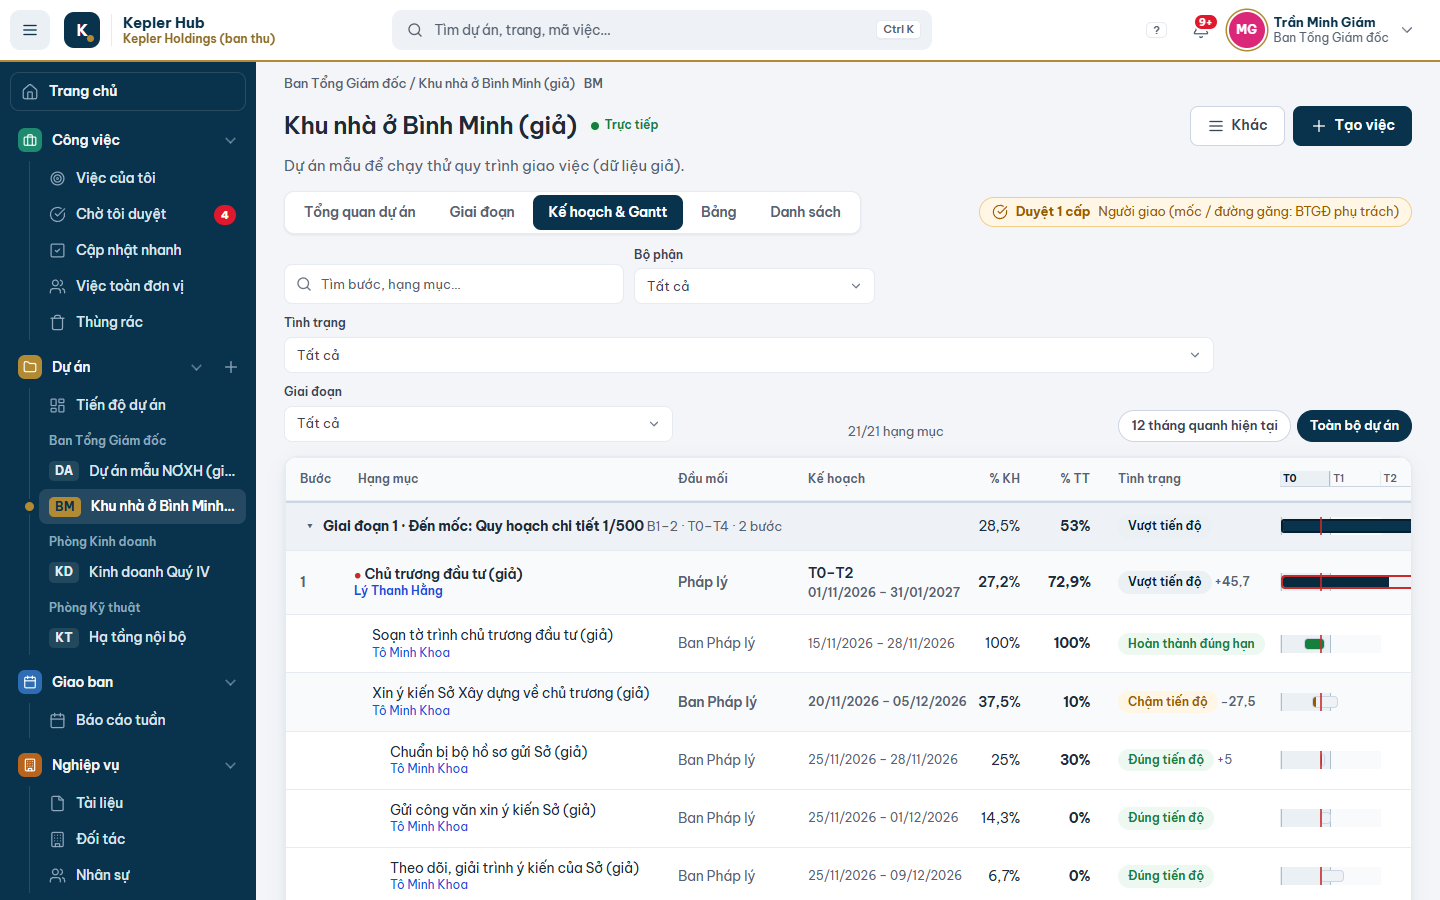 Kepler Hub
Kepler Holdings (ban thu)
Tìm dự án, trang, mã việc...
Ctrl K
?
9+
MG
Trần Minh Giám
Ban Tổng Giám đốc
K
Trang chủ
Công việc
Việc của tôi
Chờ tôi duyệt
4
Cập nhật nhanh
Việc toàn đơn vị
Thùng rác
Dự án
Tiến độ dự án
Ban Tổng Giám đốc
DA Dự án mẫu NƠXH (gi...
BM Khu nhà ở Bình Minh...
Phòng Kinh doanh
KD Kinh doanh Quý IV
Phòng Kỹ thuật
KT Hạ tầng nội bộ
Giao ban
Báo cáo tuần
Nghiệp vụ
Tài liệu
Đối tác
Nhân sự
Ban Tổng Giám đốc / Khu nhà ở Bình Minh (giả) BM
Khu nhà ở Bình Minh (giả)
Trực tiếp
Khác
Tạo việc
Dự án mẫu để chạy thử quy trình giao việc (dữ liệu giả).
Tổng quan dự án
Giai đoạn
Kế hoạch & Gantt
Bảng
Danh sách
Duyệt 1 cấp Người giao (mốc / đường găng: BTGĐ phụ trách)
Tìm bước, hạng mục...
Bộ phận
Tất cả
Tình trạng
Tất cả
Giai đoạn
Tất cả
21/21 hạng mục
12 tháng quanh hiện tại
Toàn bộ dự án
Bước Hạng mục Đầu mối Kế hoạch % KH % TT Tình trạng T0 T1 T2
Giai đoạn 1 · Đến mốc: Quy hoạch chi tiết 1/500 B1–2 · T0–T4 · 2 bước 28,5% 53% Vượt tiến độ
1 Chủ trương đầu tư (giả) Pháp lý T0–T2 27,2% 72,9% Vượt tiến độ +45,7
Lý Thanh Hằng 01/11/2026 – 31/01/2027
Soạn tờ trình chủ trương đầu tư (giả) Ban Pháp lý 15/11/2026 – 28/11/2026 100% 100% Hoàn thành đúng hạn
Tô Minh Khoa
Xin ý kiến Sở Xây dựng về chủ trương (giả) Ban Pháp lý 20/11/2026 – 05/12/2026 37,5% 10% Chậm tiến độ −27,5
Tô Minh Khoa
Chuẩn bị bộ hồ sơ gửi Sở (giả) Ban Pháp lý 25/11/2026 – 28/11/2026 25% 30% Đúng tiến độ +5
Tô Minh Khoa
Gửi công văn xin ý kiến Sở (giả) Ban Pháp lý 25/11/2026 – 01/12/2026 14,3% 0% Đúng tiến độ
Tô Minh Khoa
Theo dõi, giải trình ý kiến của Sở (giả) Ban Pháp lý 25/11/2026 – 09/12/2026 6,7% 0% Đúng tiến độ
Tô Minh Khoa